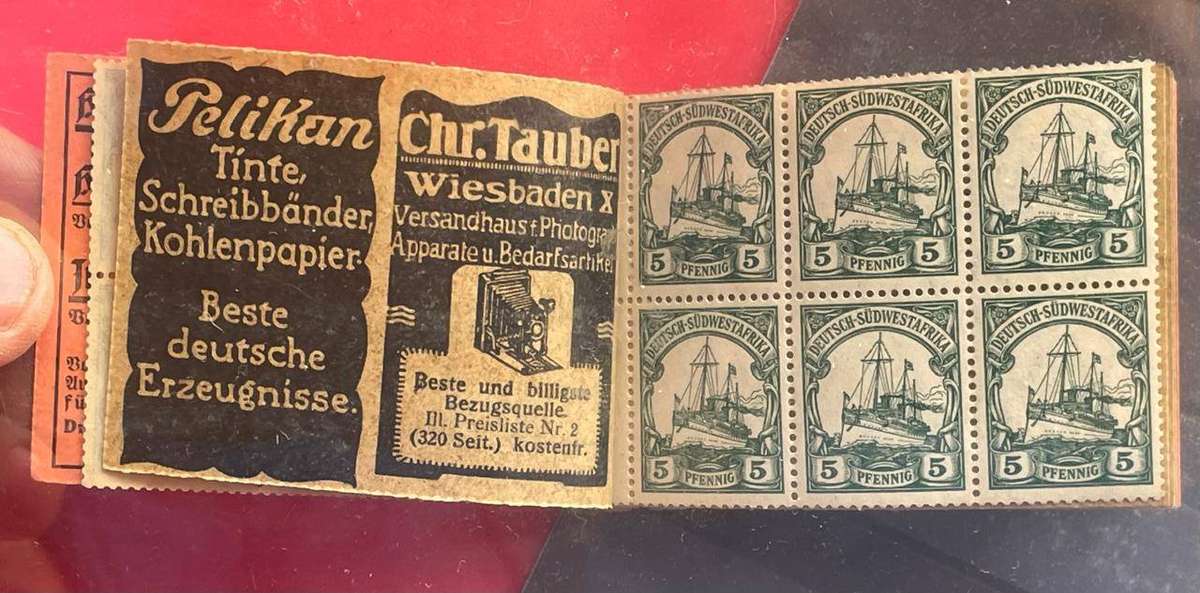 Pelikan
Tinte,
Schreibbänder,
Kohlenpapier.
Beste
deutsche
Erzeugnisse.
Chr. Tauber
Wiesbaden X
Versandhaus f. Photogra
Apparate u. Bedarfsartikel
Beste und billigste
Bezugsquelle
Ill. Preisliste Nr. 2
(320 Seit.) kostenfr.
DEUTSCH-SÜDWESTAFRIKA
5 PFENNIG 5
DEUTSCH-SÜDWESTAFRIKA
5 PFENNIG 5
DEUTSCH-SÜDWESTAFRIKA
5 PFENNIG 5
DEUTSCH-SÜDWESTAFRIKA
5 PFENNIG 5
DEUTSCH-SÜDWESTAFRIKA
5 PFENNIG 5
DEUTSCH-SÜDWESTAFRIKA
5 PFENNIG 5